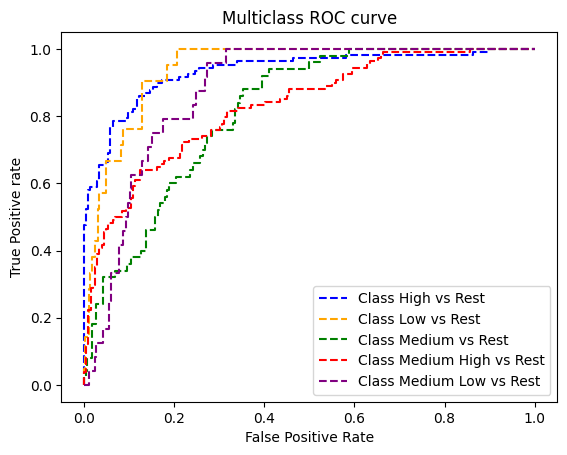 Multiclass ROC curve
True Positive rate
1.0
0.8
0.6
0.4
0.2
0.0
Class High vs Rest
Class Low vs Rest
Class Medium vs Rest
Class Medium High vs Rest
Class Medium Low vs Rest
0.0 0.2 0.4 0.6 0.8 1.0
False Positive Rate